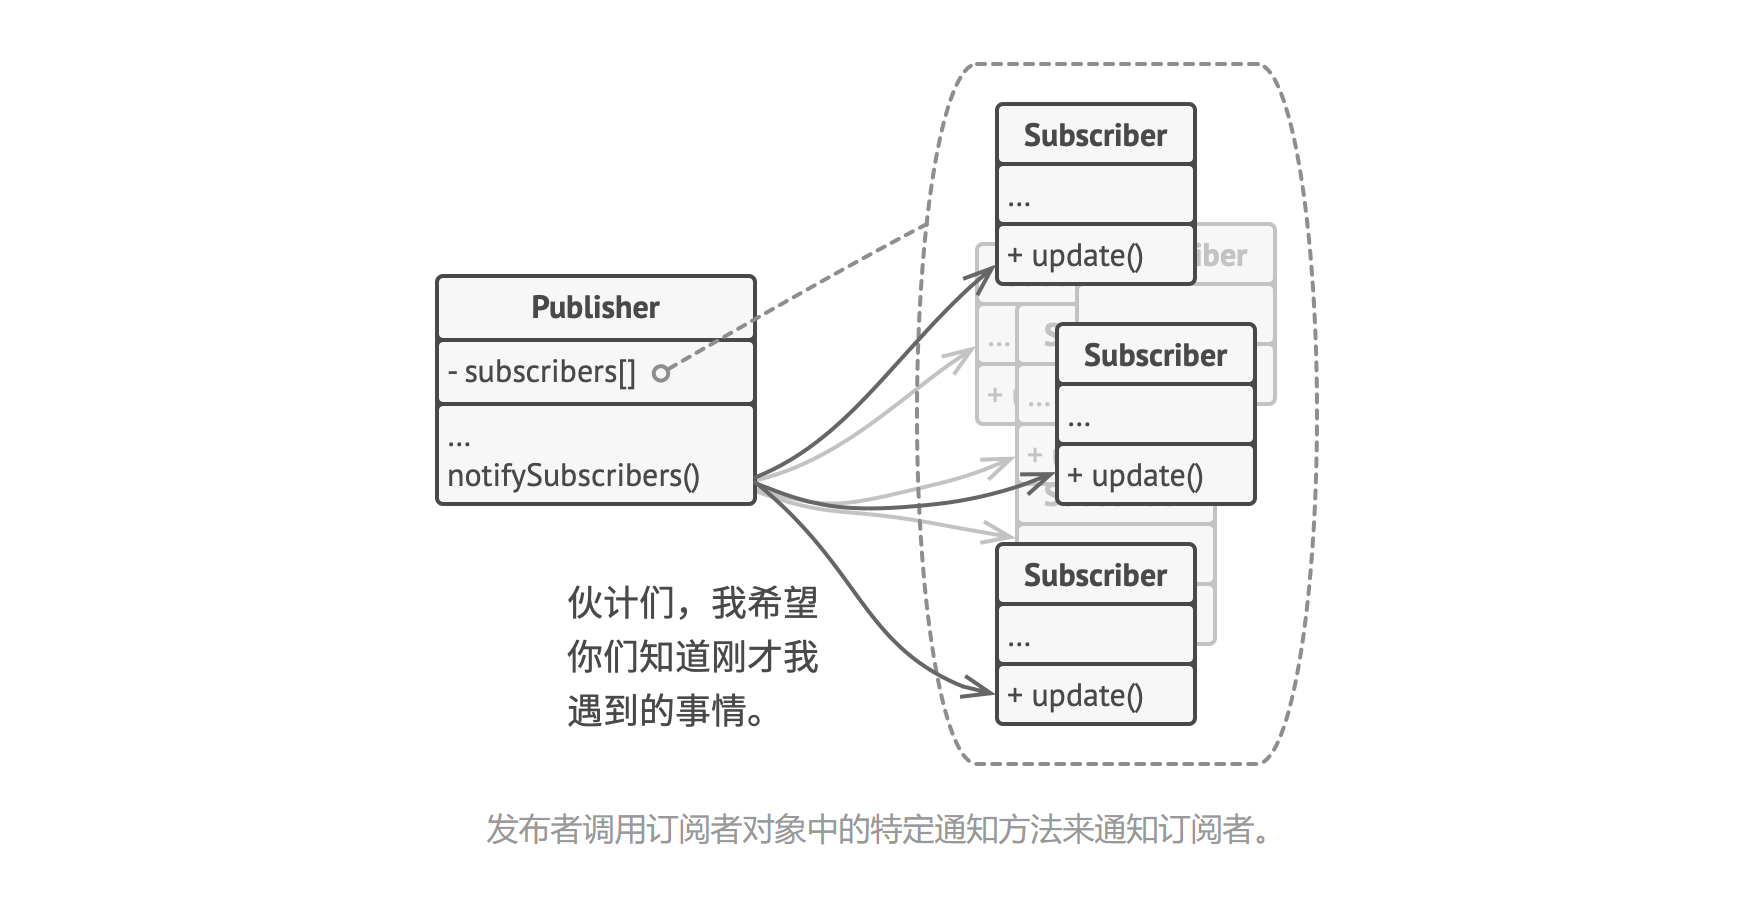 Publisher
- subscribers[]
...
notifySubscribers()
伙计们，我希望
你们知道刚才我
遇到的事情。
Subscriber
...
+ update()
...
+
...
+
Subscriber
...
+ update()
Subscriber
...
+ update()
发布者调用订阅者对象中的特定通知方法来通知订阅者。